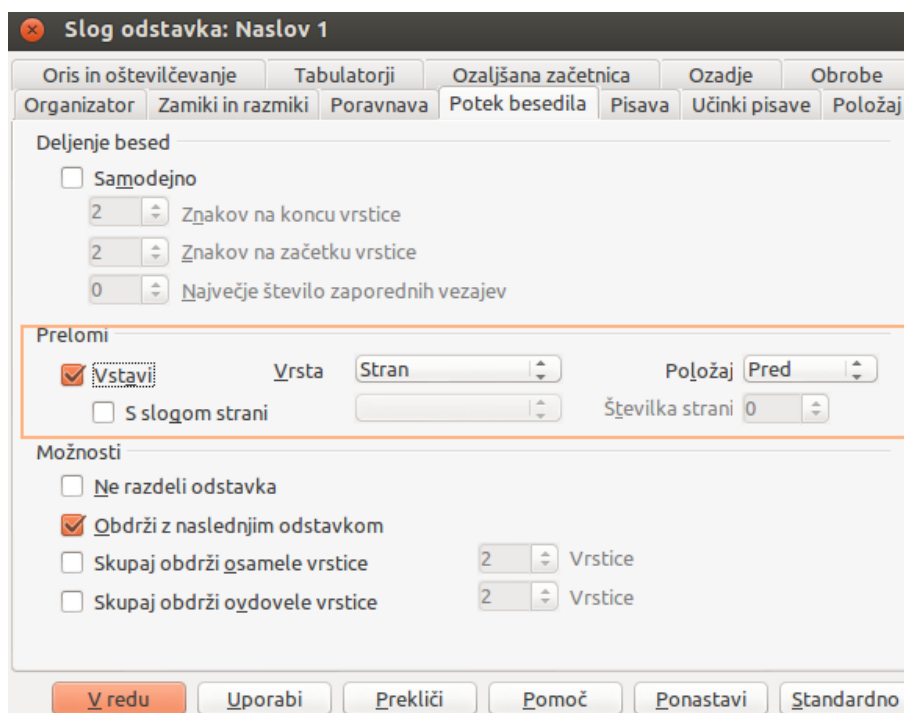 Slog odstavka: Naslov 1
Oris in oštevilčevanje Tabulatorji Ozaljšana začetnica Ozadje Obrobe
Organizator Zamiki in razmiki Poravnava Potek besedila Pisava Učinki pisave Položaj
Deljenje besed
Samodejno
2 Znakov na koncu vrstice
2 Znakov na začetku vrstice
0 Največje število zaporednih vezajev
Prelomi
Vstavi Vrsta Stran Položaj Pred
S slogom strani Številka strani 0
Možnosti
Ne razdeli odstavka
Obdrži z naslednjim odstavkom
Skupaj obdrži osamele vrstice 2 Vrstice
Skupaj obdrži ovdovele vrstice 2 Vrstice
V redu Uporabi Prekliči Pomoč Ponastavi Standardno